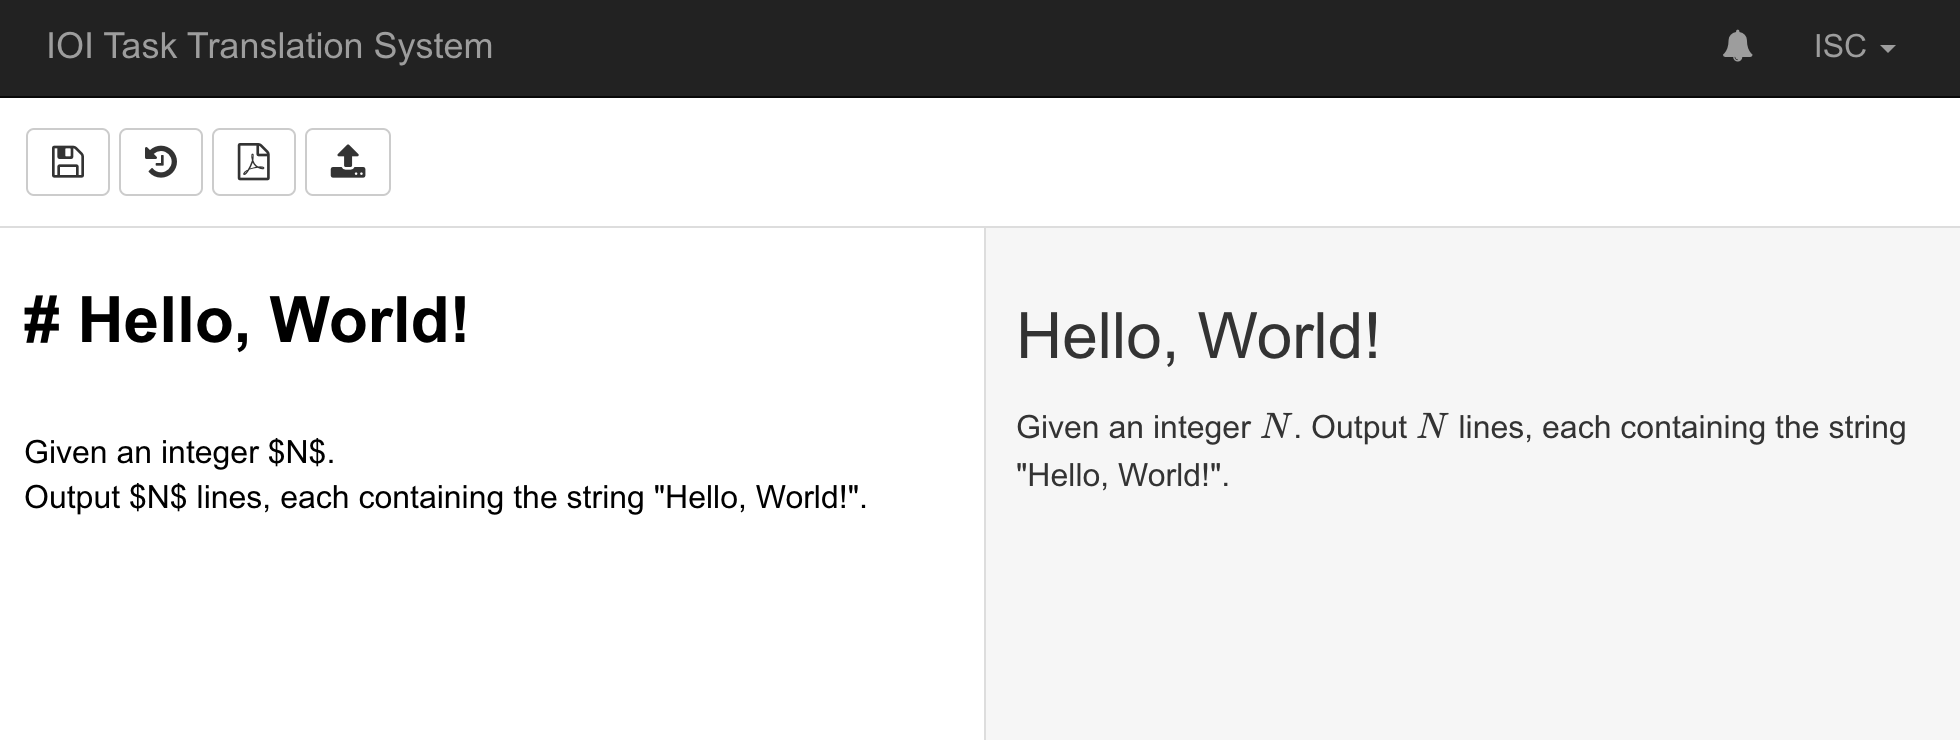 IOI Task Translation System
ISC
# Hello, World!
Given an integer $N$.
Output $N$ lines, each containing the string "Hello, World!".
Hello, World!
Given an integer N. Output N lines, each containing the string
"Hello, World!".